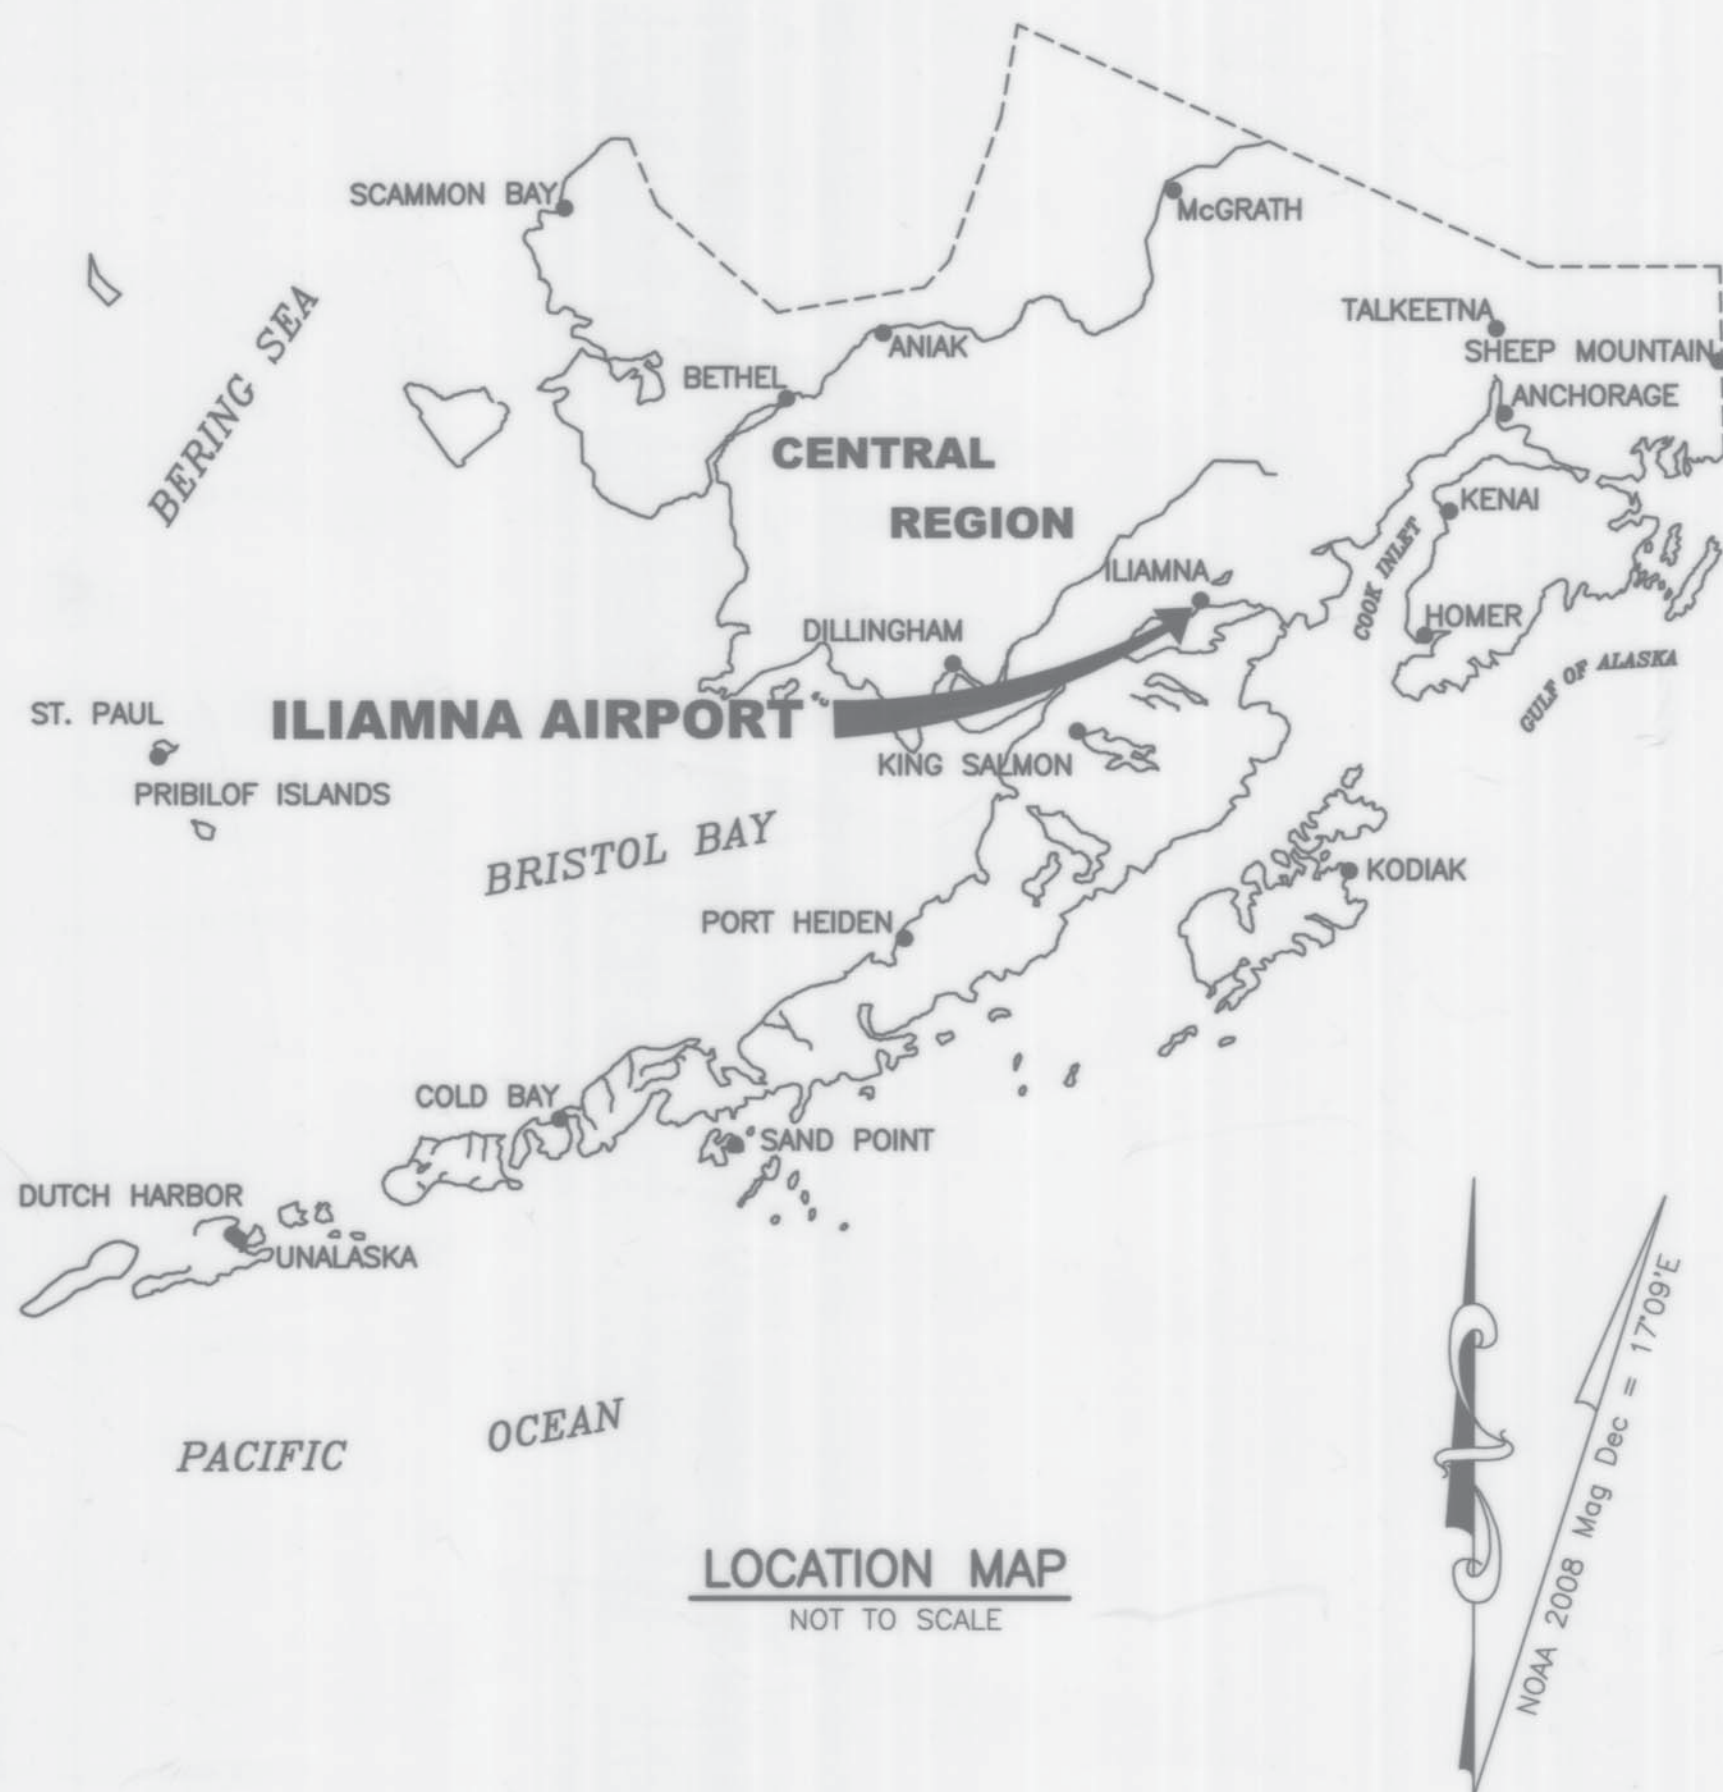 SCAMMON BAY
McGRATH
BERING SEA
TALKEETNA
SHEEP MOUNTAIN
ANIAK
BETHEL
ANCHORAGE
CENTRAL
REGION
KENAI
COOK INLET
ILIAMNA
HOMER
DILLINGHAM
GULF OF ALASKA
ST. PAUL
ILIAMNA AIRPORT
KING SALMON
PRIBILOF ISLANDS
BRISTOL BAY
KODIAK
PORT HEIDEN
COLD BAY
SAND POINT
DUTCH HARBOR
UNALASKA
PACIFIC OCEAN
NOAA 2008 Mag Dec = 17°09'E
LOCATION MAP
NOT TO SCALE